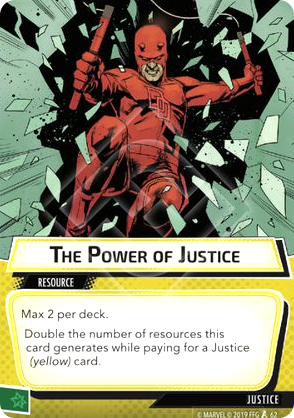 THE POWER OF JUSTICE
RESOURCE
Max 2 per deck.
Double the number of resources this
card generates while paying for a Justice
(yellow) card.
JUSTICE
© MARVEL © 2019 FFG 62